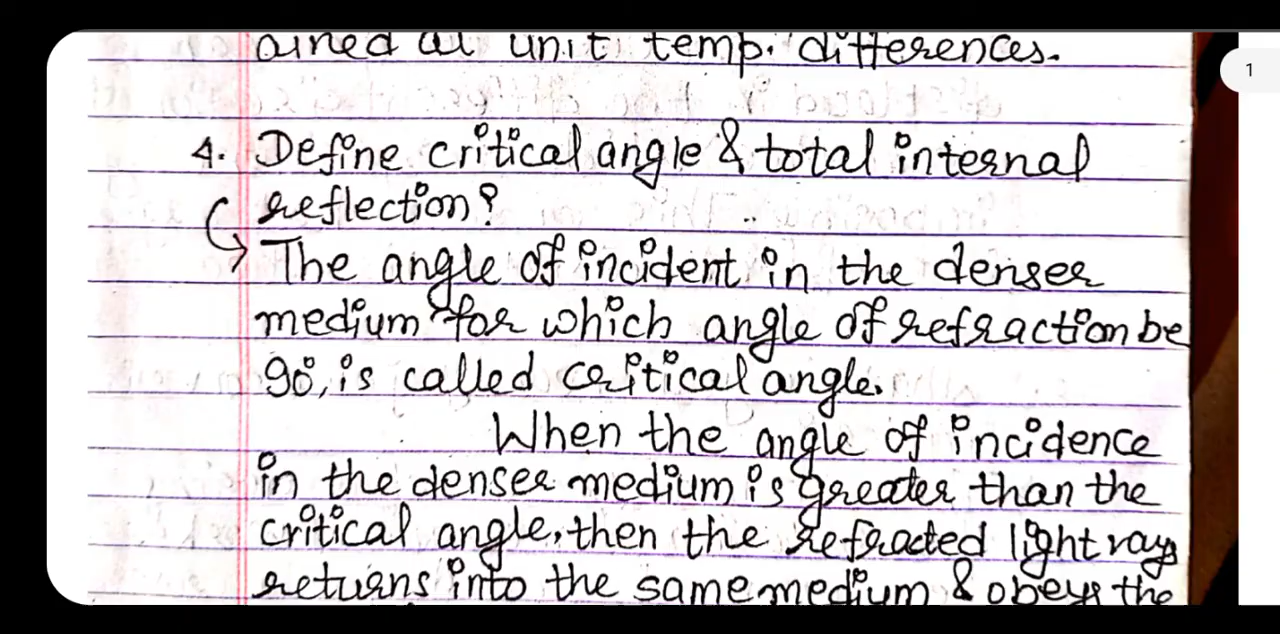 ained at unit temp. differences.
1
4. Define critical angle & total internal
reflection?
↳ The angle of incident in the denser
medium for which angle of refraction be
90°, is called critical angle.
When the angle of incidence
in the denser medium is greater than the
critical angle, then the refracted light rays
returns into the same medium & obeys the